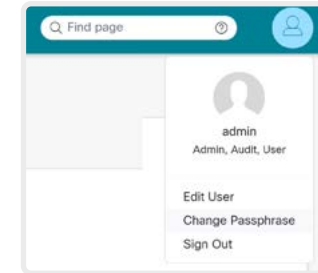 Find page
admin
Admin, Audit, User
Edit User
Change Passphrase
Sign Out